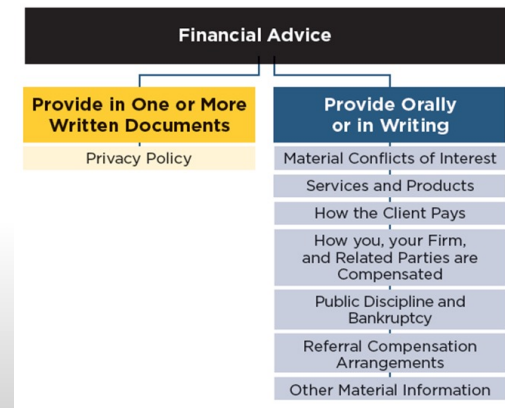 Financial Advice
Provide in One or More
Written Documents
Privacy Policy
Provide Orally
or in Writing
Material Conflicts of Interest
Services and Products
How the Client Pays
How you, your Firm,
and Related Parties are
Compensated
Public Discipline and
Bankruptcy
Referral Compensation
Arrangements
Other Material Information